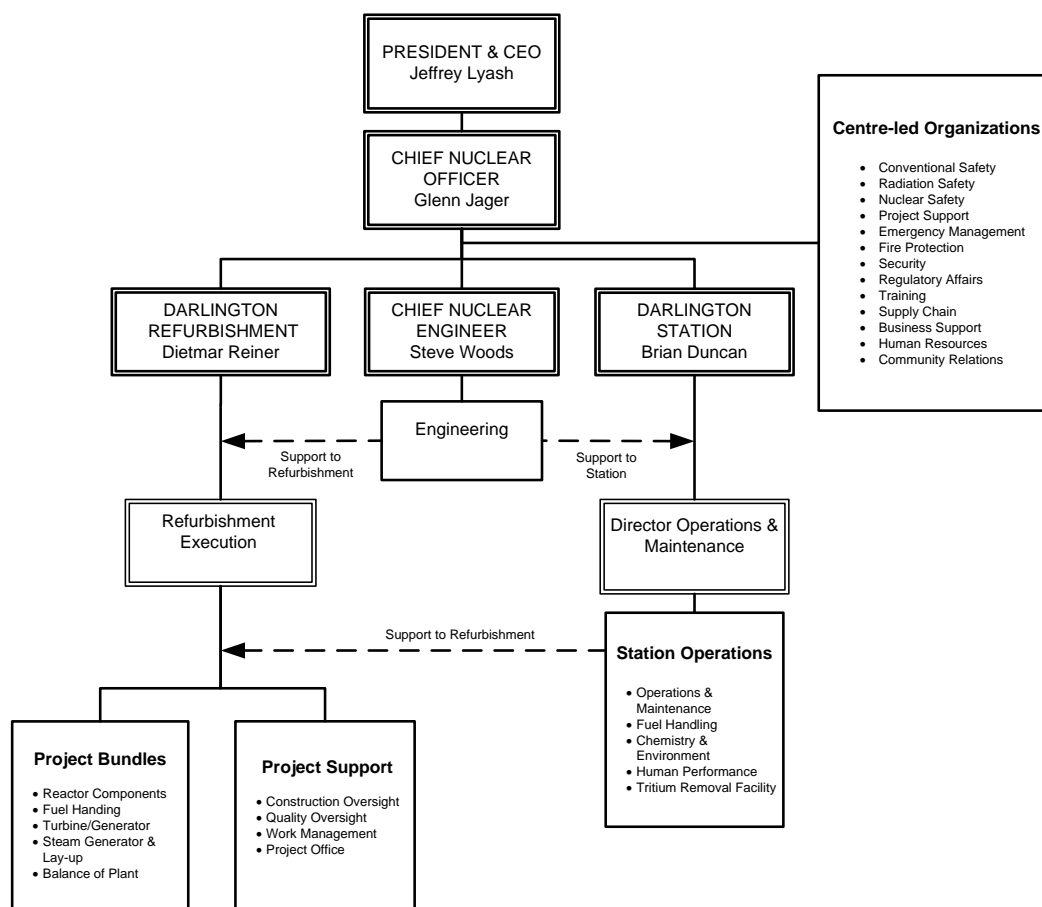 PRESIDENT & CEO
Jeffrey Lyash
CHIEF NUCLEAR
OFFICER
Glenn Jager
Centre-led Organizations
• Conventional Safety
• Radiation Safety
• Nuclear Safety
• Project Support
• Emergency Management
• Fire Protection
• Security
• Regulatory Affairs
• Training
• Supply Chain
• Business Support
• Human Resources
• Community Relations
DARLINGTON
REFURBISHMENT
Dietmar Reiner
CHIEF NUCLEAR
ENGINEER
Steve Woods
DARLINGTON
STATION
Brian Duncan
Engineering
Support to
Refurbishment
Support to
Station
Refurbishment
Execution
Director Operations &
Maintenance
Support to Refurbishment
Station Operations
• Operations &
Maintenance
• Fuel Handling
• Chemistry &
Environment
• Human Performance
• Tritium Removal Facility
Project Bundles
• Reactor Components
• Fuel Handing
• Turbine/Generator
• Steam Generator &
Lay-up
• Balance of Plant
Project Support
• Construction Oversight
• Quality Oversight
• Work Management
• Project Office